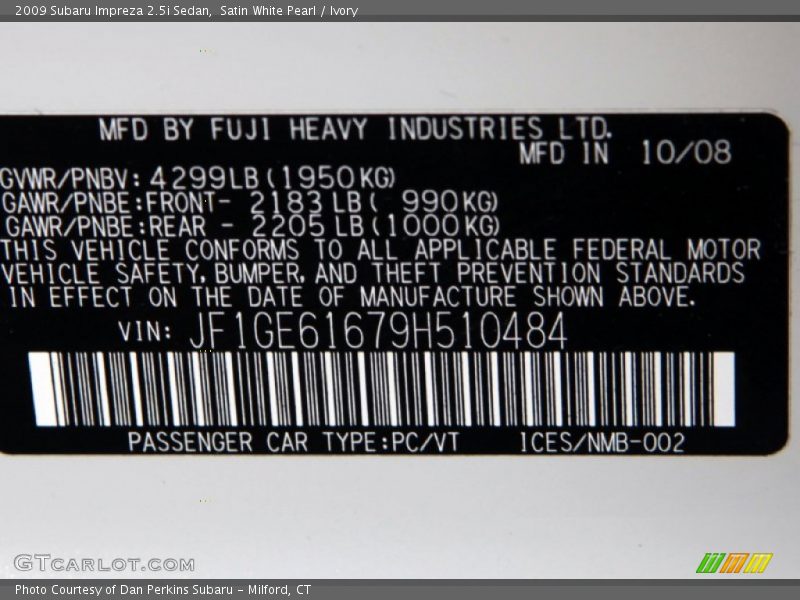 2009 Subaru Impreza 2.5i Sedan,  Satin White Pearl / Ivory
MFD BY FUJI HEAVY INDUSTRIES LTD.
MFD IN 10/08
GVWR/PNBV: 4299LB(1950KG)
GAWR/PNBE:FRONT- 2183LB( 990KG)
GAWR/PNBE:REAR - 2205LB(1000KG)
THIS VEHICLE CONFORMS TO ALL APPLICABLE FEDERAL MOTOR
VEHICLE SAFETY, BUMPER, AND THEFT PREVENTION STANDARDS
IN EFFECT ON THE DATE OF MANUFACTURE SHOWN ABOVE.
VIN: JF1GE61679H510484
PASSENGER CAR TYPE:PC/VT ICES/NMB-002
GTCARLOT.COM
Photo Courtesy of Dan Perkins Subaru - Milford, CT